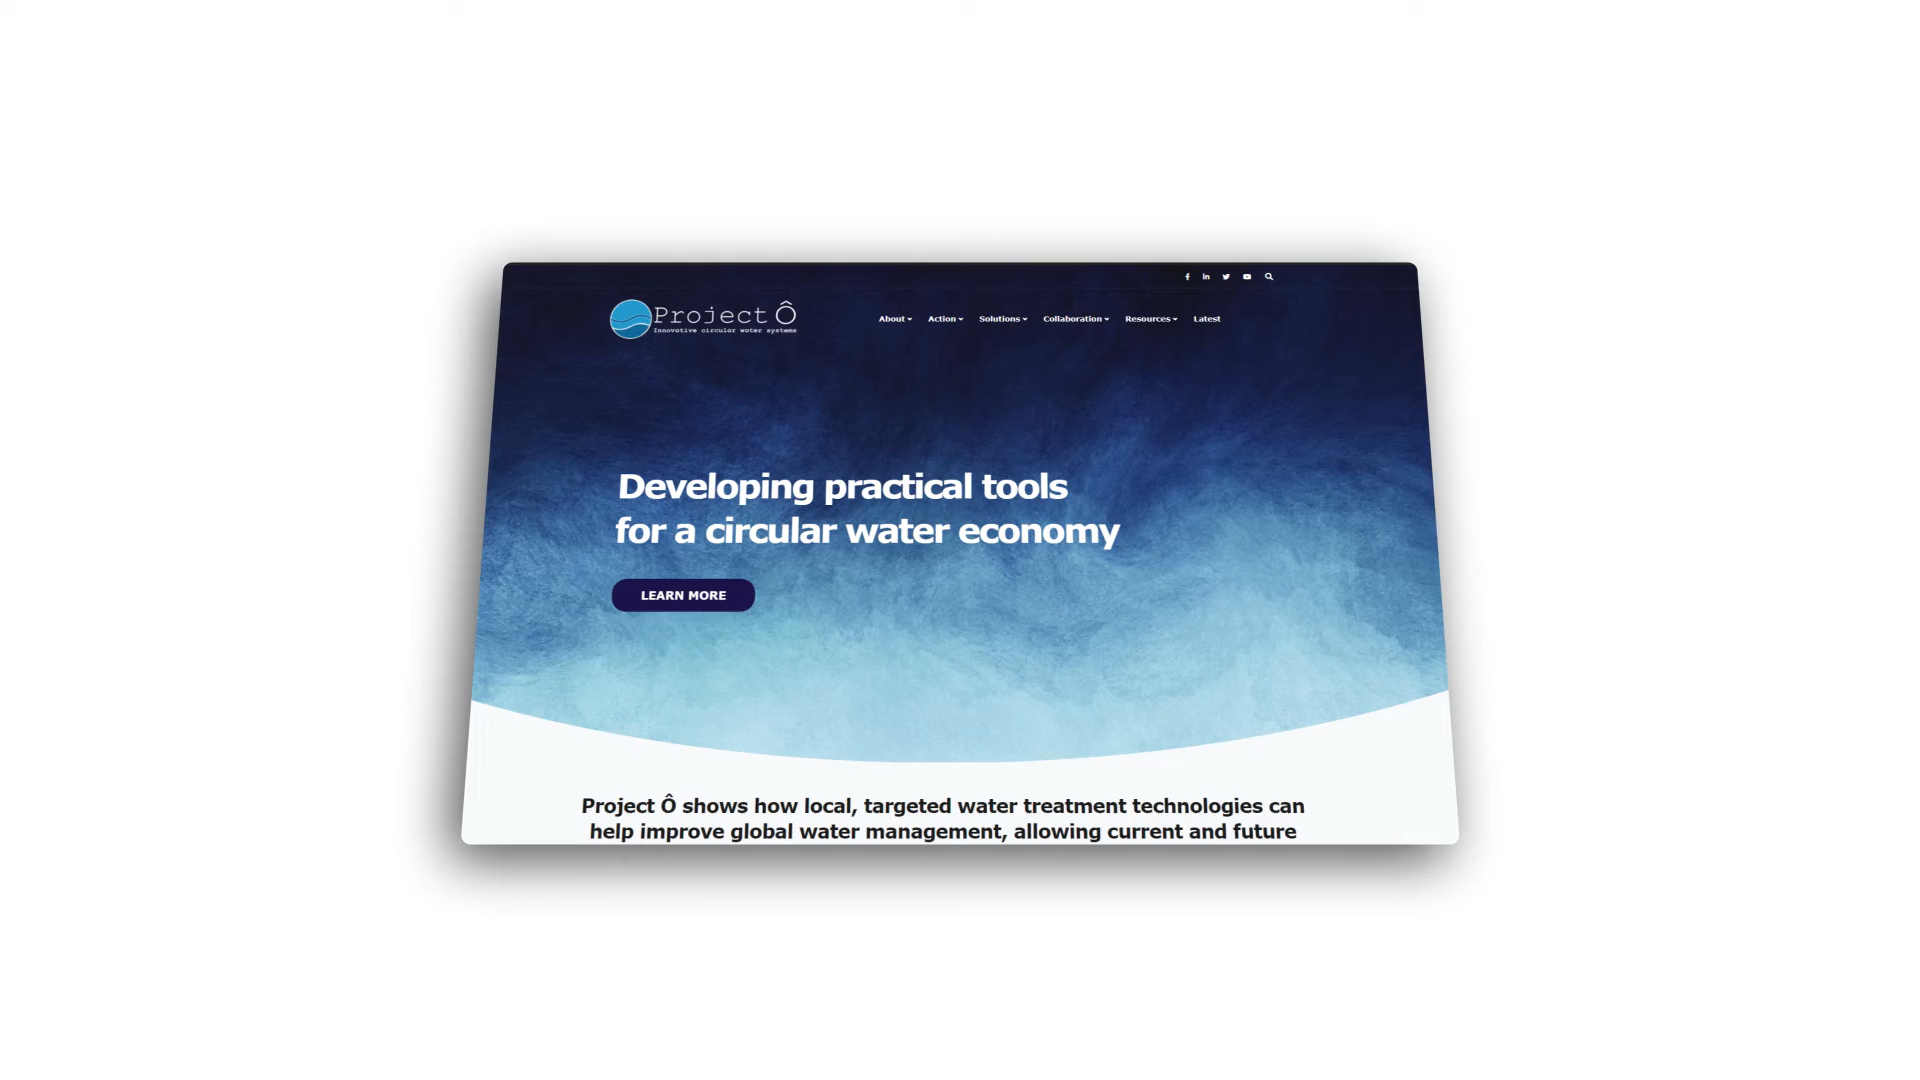 Project Ô
Innovative circular water systems
About
Action
Solutions
Collaboration
Resources
Latest
Developing practical tools
for a circular water economy
LEARN MORE
Project Ô shows how local, targeted water treatment technologies can
help improve global water management, allowing current and future